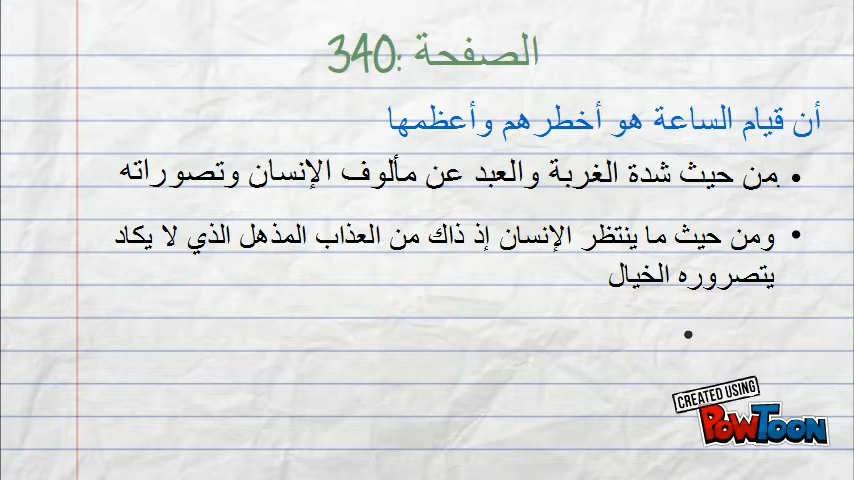 الصفحة :340
أن قيام الساعة هو أخطرهم وأعظمها
• من حيث شدة الغربة والعبد عن مألوف الإنسان وتصوراته
• ومن حيث ما ينتظر الإنسان إذ ذاك من العذاب المذهل الذي لا يكاد
يتصروره الخيال
•
CREATED USING
POWTOON